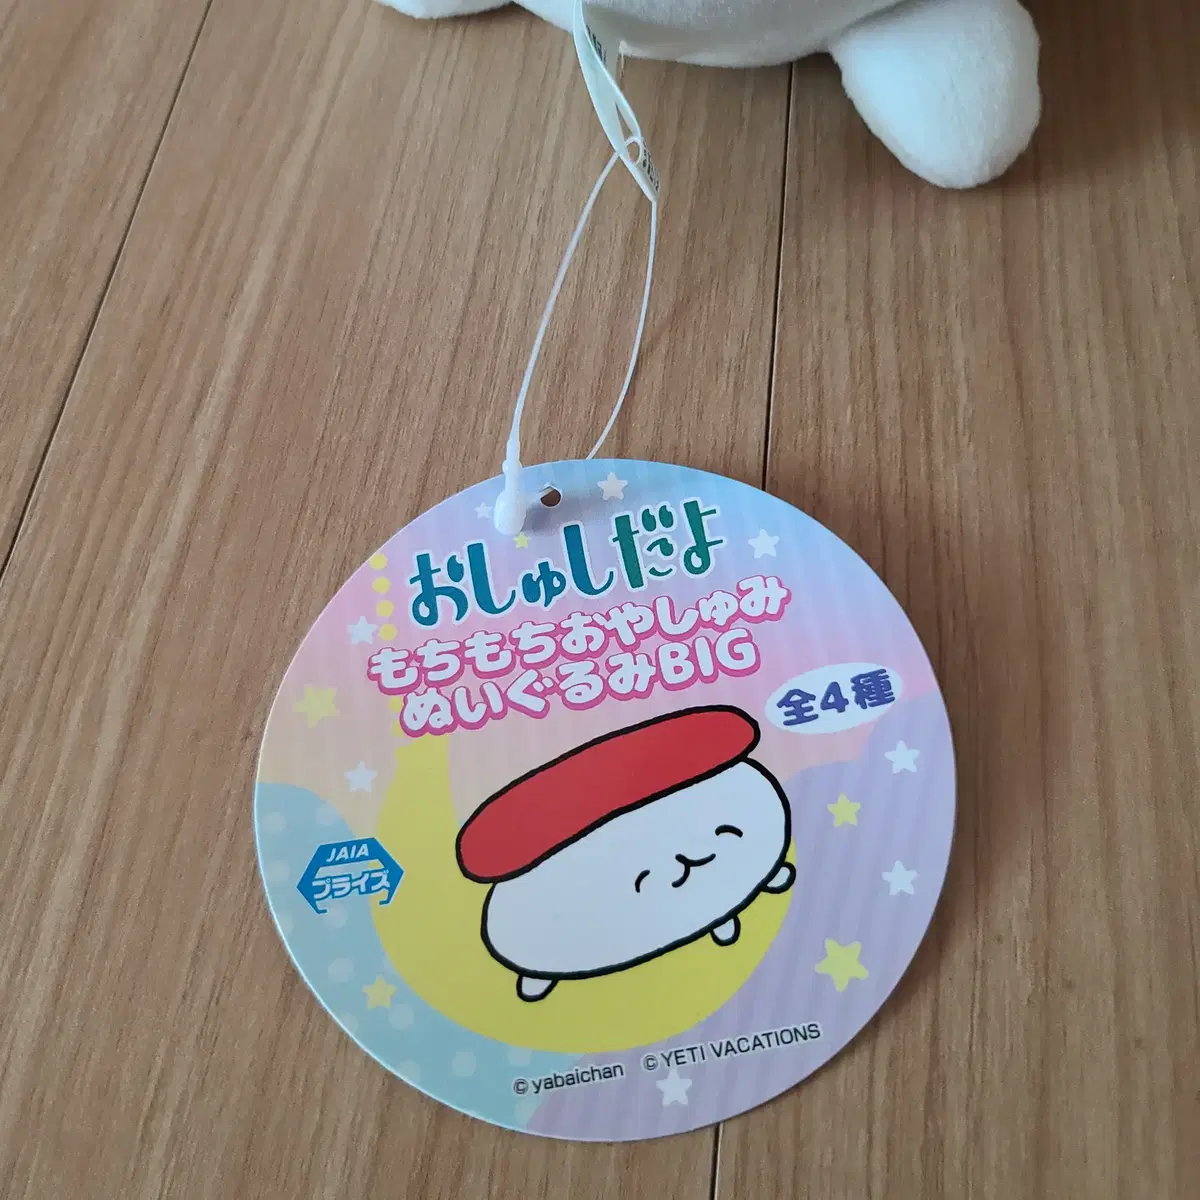 おしゅしだよ
もちもちおやしゅみ
ぬいぐるみBIG
全4種
JAIA
プライズ
©yabaichan ©YETI VACATIONS